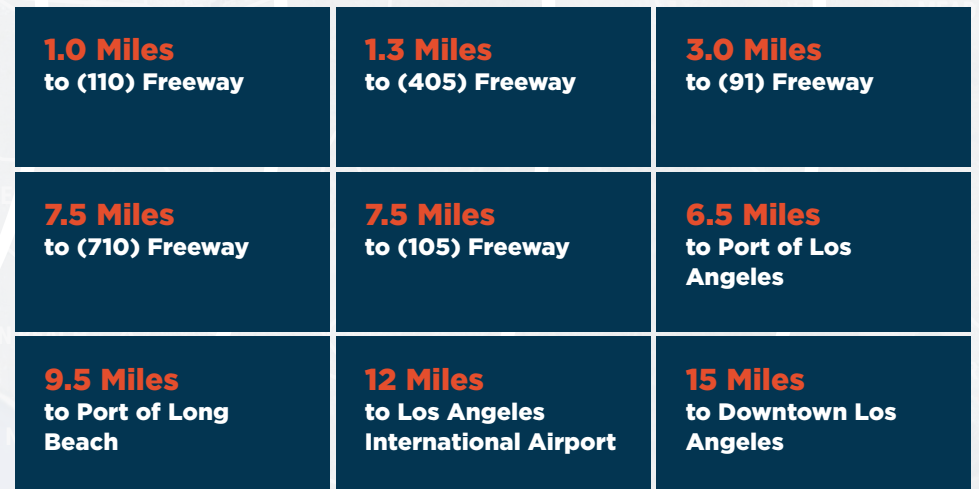 1.0 Miles
to (110) Freeway
1.3 Miles
to (405) Freeway
3.0 Miles
to (91) Freeway
7.5 Miles
to (710) Freeway
7.5 Miles
to (105) Freeway
6.5 Miles
to Port of Los
Angeles
9.5 Miles
to Port of Long
Beach
12 Miles
to Los Angeles
International Airport
15 Miles
to Downtown Los
Angeles